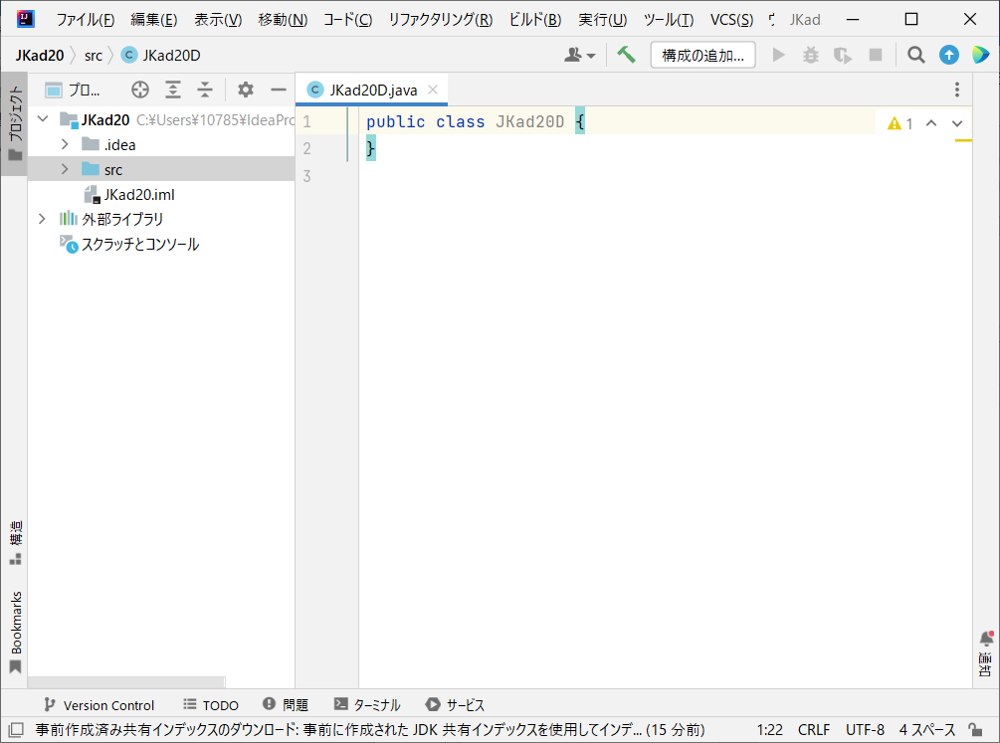 ファイル(F) 編集(E) 表示(V) 移動(N) コード(C) リファクタリング(R) ビルド(B) 実行(U) ツール(T) VCS(S) JKad
JKad20 src C JKad20D 構成の追加...
プロ... C JKad20D.java
プロジェクト
JKad20 C:¥Users¥10785¥IdeaPro
.idea
src
JKad20.iml
外部ライブラリ
スクラッチとコンソール
1 public class JKad20D {
2 }
3
1
構造
Bookmarks
通知
Version Control TODO 問題 ターミナル サービス
事前作成済み共有インデックスのダウンロード: 事前に作成された JDK 共有インデックスを使用してインデ... (15 分前) 1:22 CRLF UTF-8 4 スペース